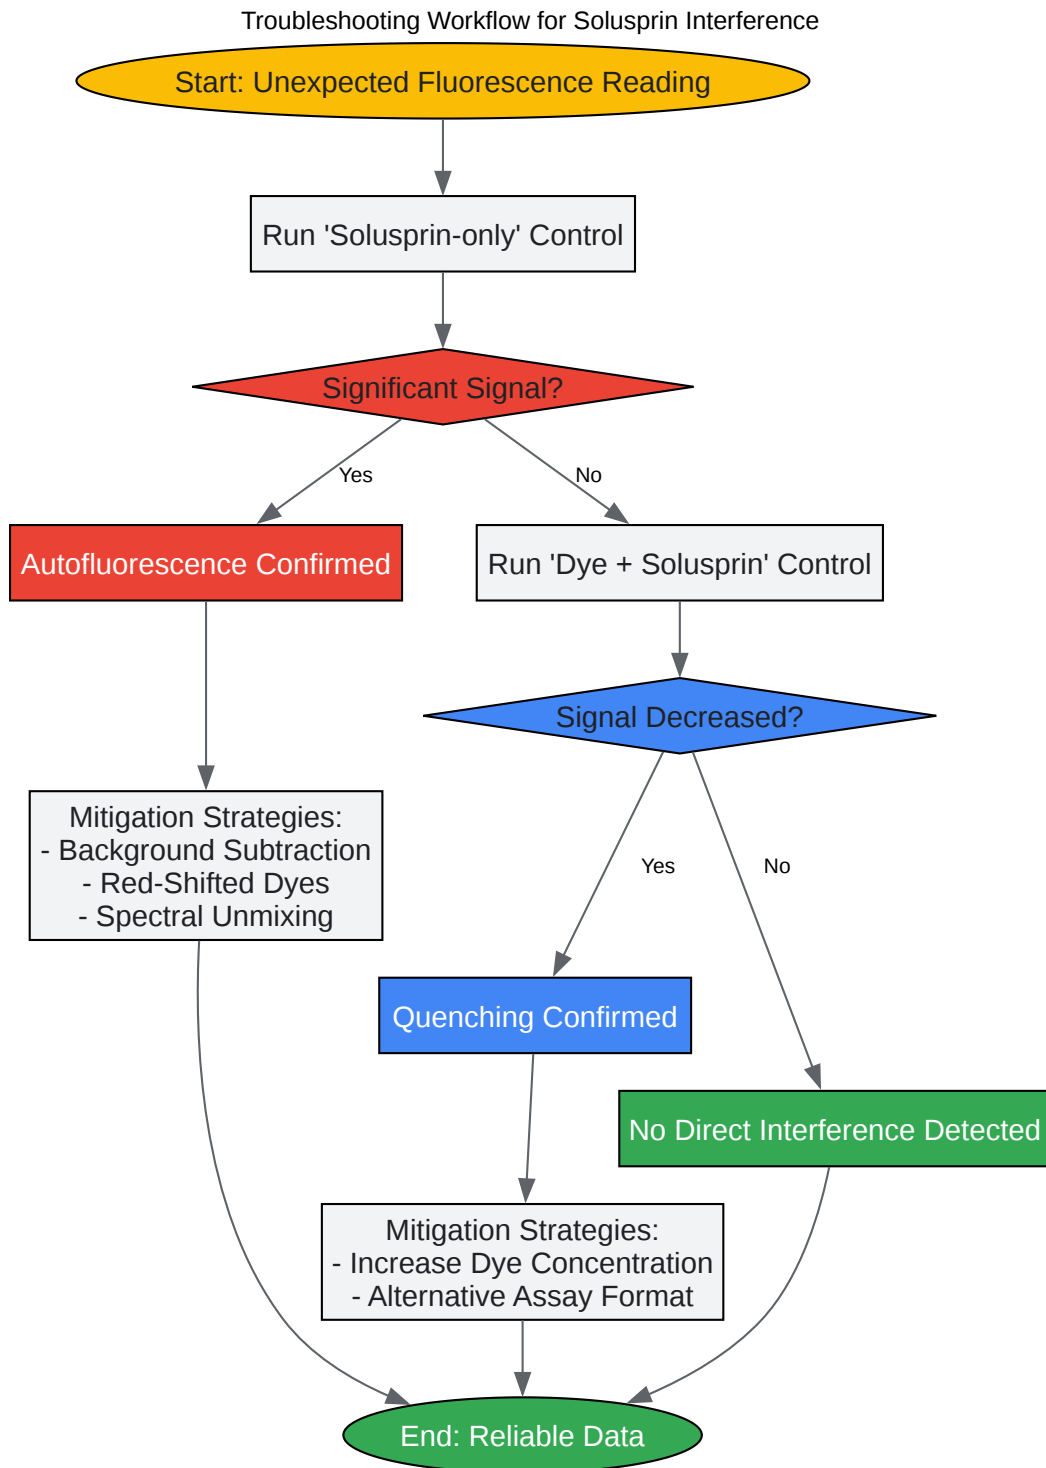 Troubleshooting Workflow for Solusprin Interference
Start: Unexpected Fluorescence Reading
Run 'Solusprin-only' Control
Significant Signal?
Yes
No
Autofluorescence Confirmed
Run 'Dye + Solusprin' Control
Signal Decreased?
Mitigation Strategies:
- Background Subtraction
- Red-Shifted Dyes
- Spectral Unmixing
Yes
No
Quenching Confirmed
No Direct Interference Detected
Mitigation Strategies:
- Increase Dye Concentration
- Alternative Assay Format
End: Reliable Data